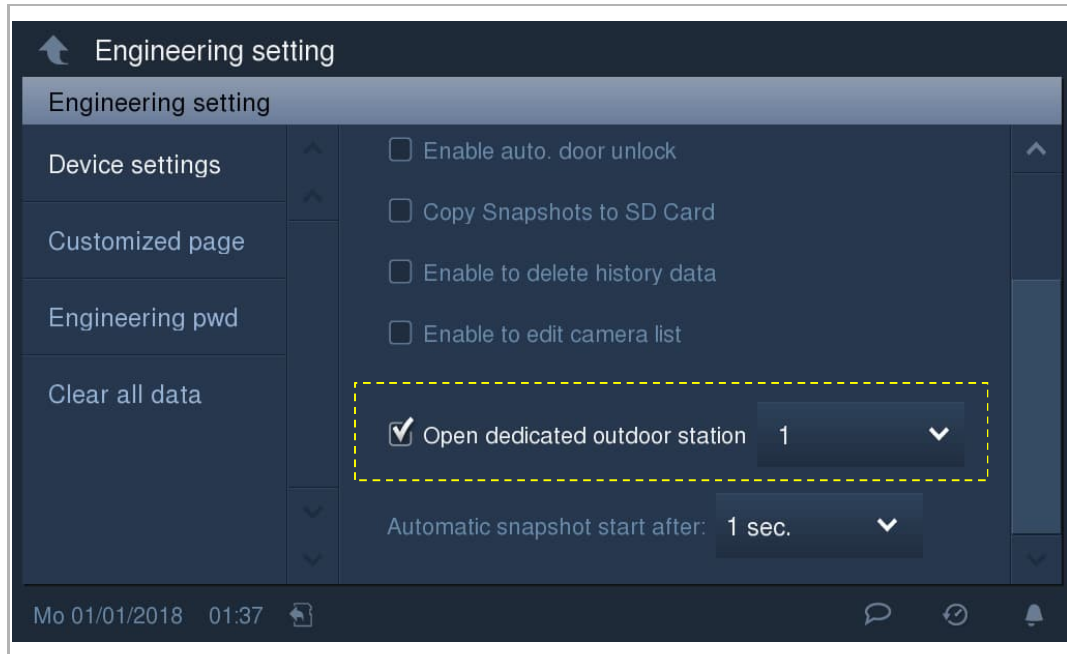 Engineering setting
Engineering setting
Device settings
Customized page
Engineering pwd
Clear all data
Enable auto. door unlock
Copy Snapshots to SD Card
Enable to delete history data
Enable to edit camera list
Open dedicated outdoor station 1
Automatic snapshot start after: 1 sec.
Mo 01/01/2018 01:37